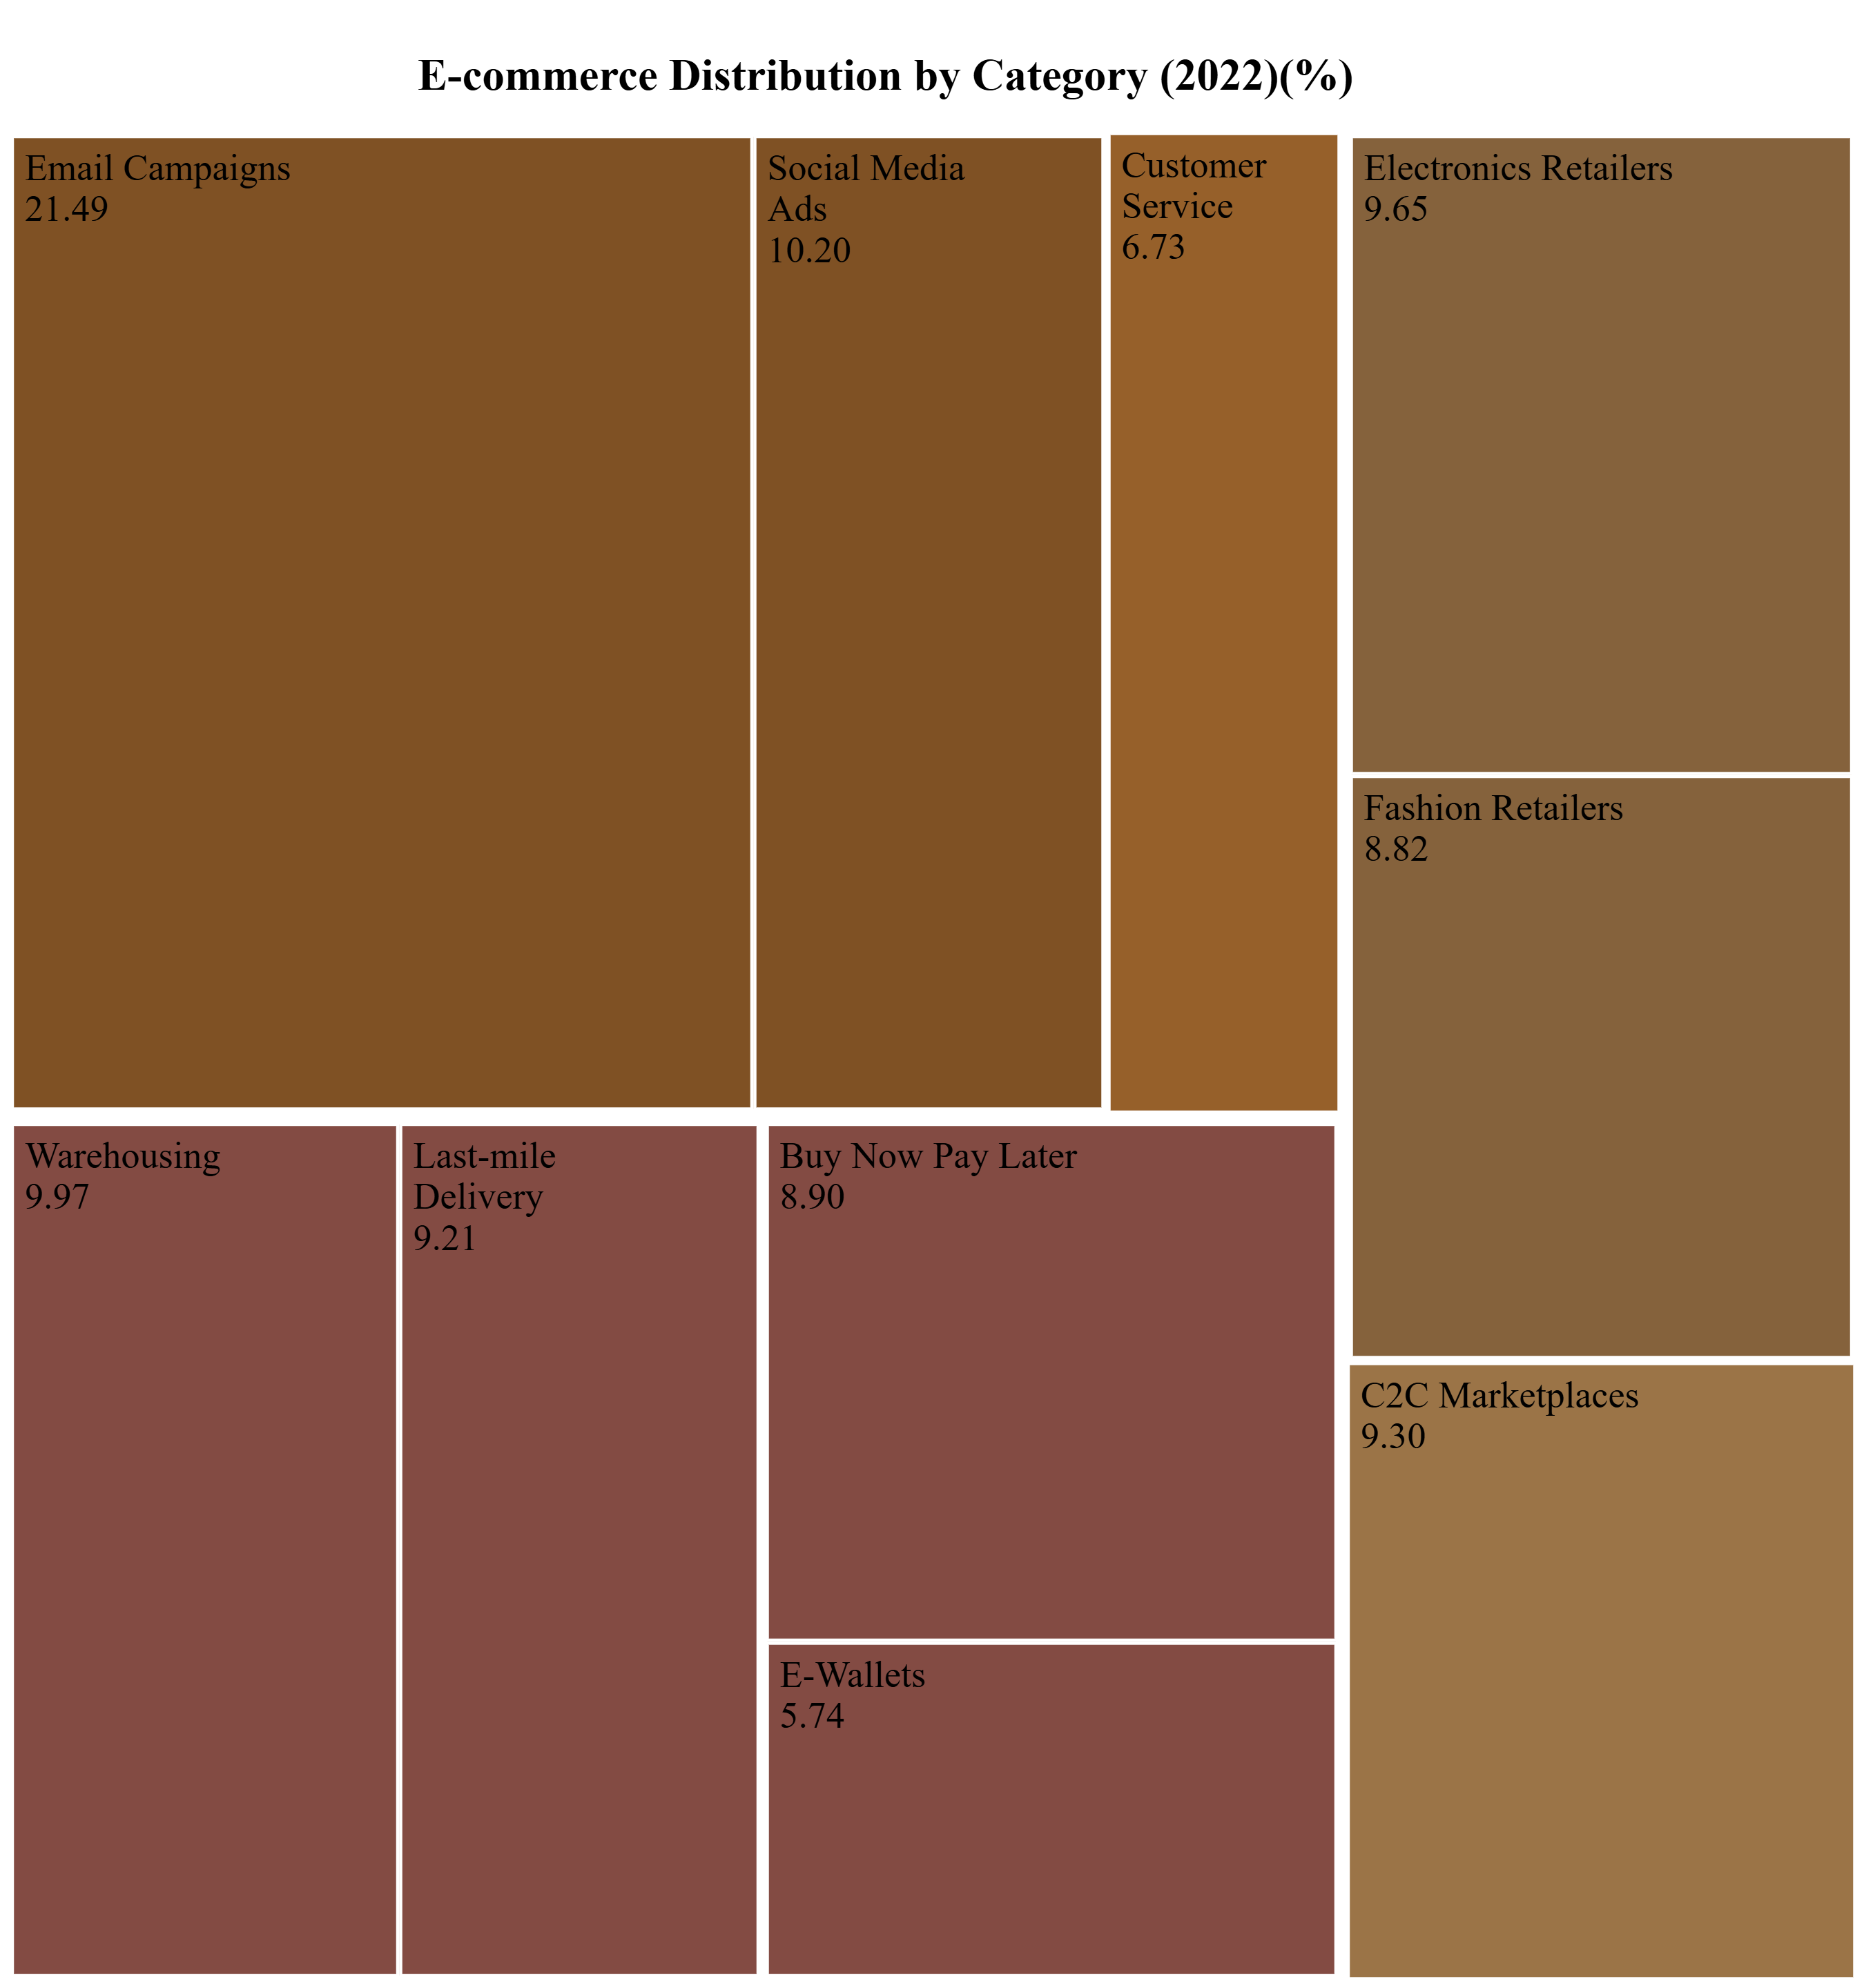 E-commerce Distribution by Category (2022)(%)
Email Campaigns
21.49
Social Media
Ads
10.20
Customer
Service
6.73
Electronics Retailers
9.65
Fashion Retailers
8.82
Warehousing
9.97
Last-mile
Delivery
9.21
Buy Now Pay Later
8.90
E-Wallets
5.74
C2C Marketplaces
9.30